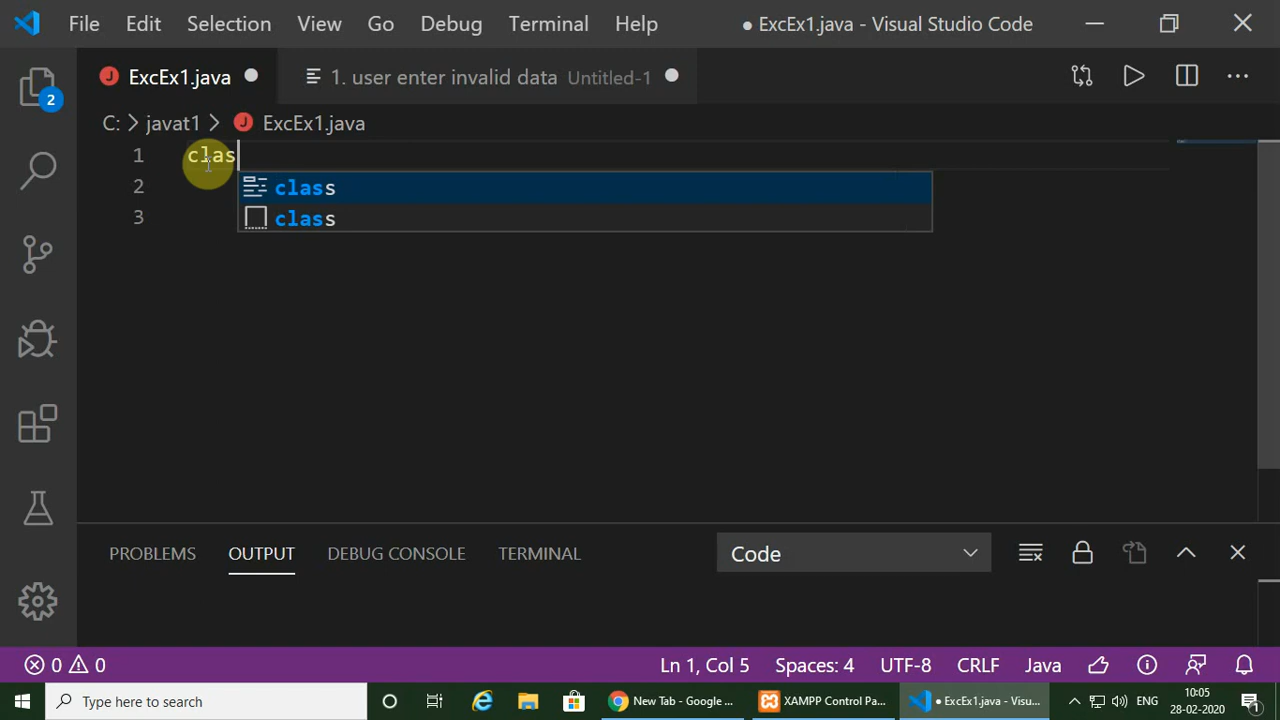 File Edit Selection View Go Debug Terminal Help ● ExcEx1.java - Visual Studio Code
ExcEx1.java 1. user enter invalid data Untitled-1
C: > javat1 > ExcEx1.java
1 clas
2 class
3 class
2
PROBLEMS OUTPUT DEBUG CONSOLE TERMINAL Code
0 0 Ln 1, Col 5 Spaces: 4 UTF-8 CRLF Java
Type here to search New Tab - Google ... XAMPP Control Pa... ● ExcEx1.java - Visu... ENG 10:05
28-02-2020 1